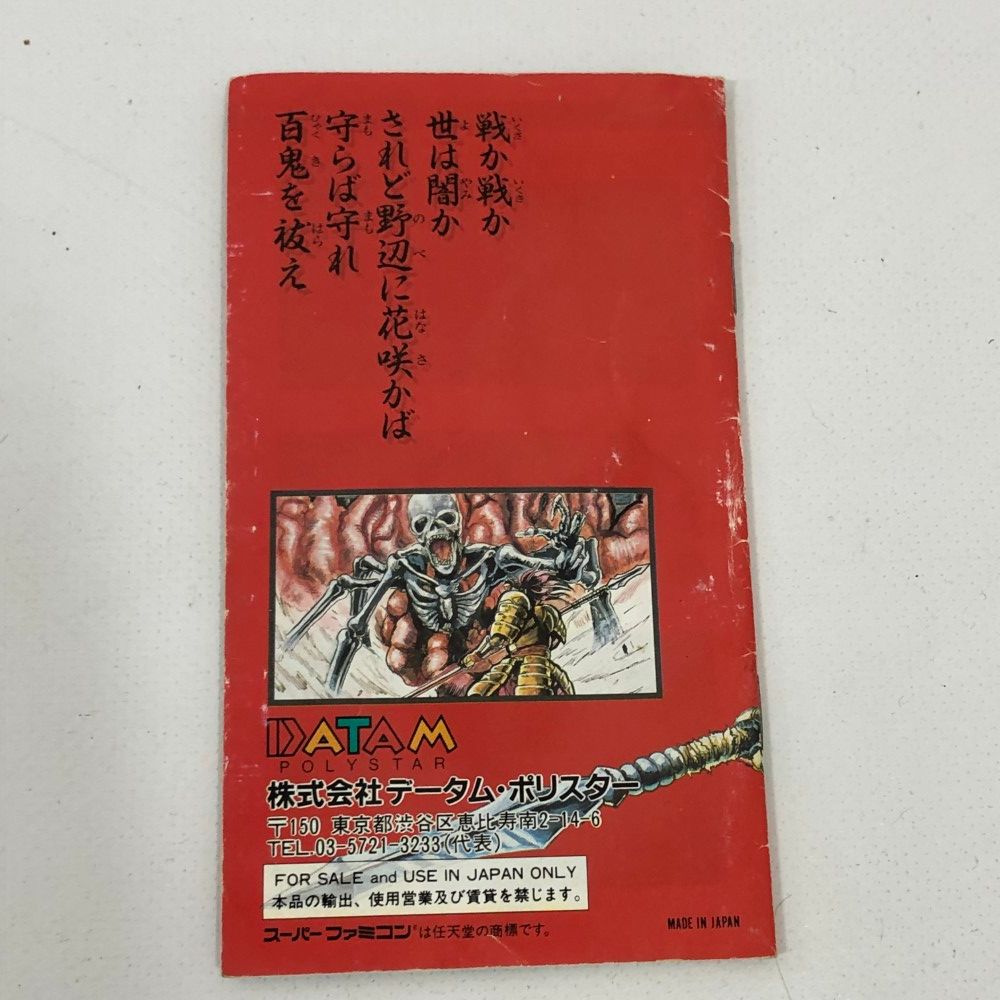 戦か戦か
世は闇か
されど野辺に花咲かば
守らば守れ
百鬼を祓え
DATAM
POLYSTAR
株式会社データム・ポリスター
〒150 東京都渋谷区恵比寿南2-14-6
TEL.03-5721-3233(代表)
FOR SALE and USE IN JAPAN ONLY
本品の輸出、使用営業及び賃貸を禁じます。
スーパーファミコン®は任天堂の商標です。
MADE IN JAPAN